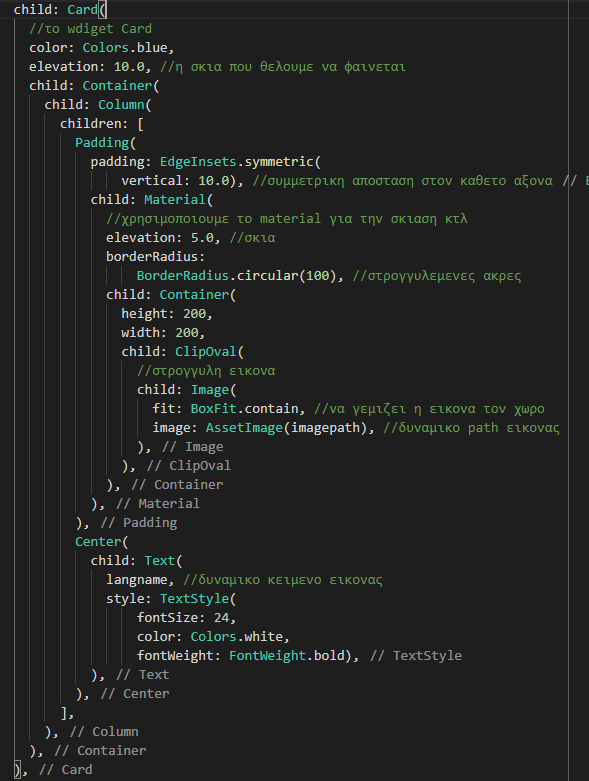 child: Card(
//το wdiget Card
color: Colors.blue,
elevation: 10.0, //η σκια που θελουμε να φαινεται
child: Container(
child: Column(
children: [
Padding(
padding: EdgeInsets.symmetric(
vertical: 10.0), //συμμετρικη αποσταση στον καθετο αξονα //
child: Material(
//χρησιμοποιουμε το material για την σκιαση κτλ
elevation: 5.0, //σκια
borderRadius:
BorderRadius.circular(100), //στρογγυλεμενες ακρες
child: Container(
height: 200,
width: 200,
child: ClipOval(
//στρογγυλη εικονα
child: Image(
fit: BoxFit.contain, //να γεμιζει η εικονα τον χωρο
image: AssetImage(imagepath), //δυναμικο path εικονας
), // Image
), // ClipOval
), // Container
), // Material
), // Padding
Center(
child: Text(
langname, //δυναμικο κειμενο εικονας
style: TextStyle(
fontSize: 24,
color: Colors.white,
fontWeight: FontWeight.bold), // TextStyle
), // Text
), // Center
],
), // Column
), // Container
), // Card